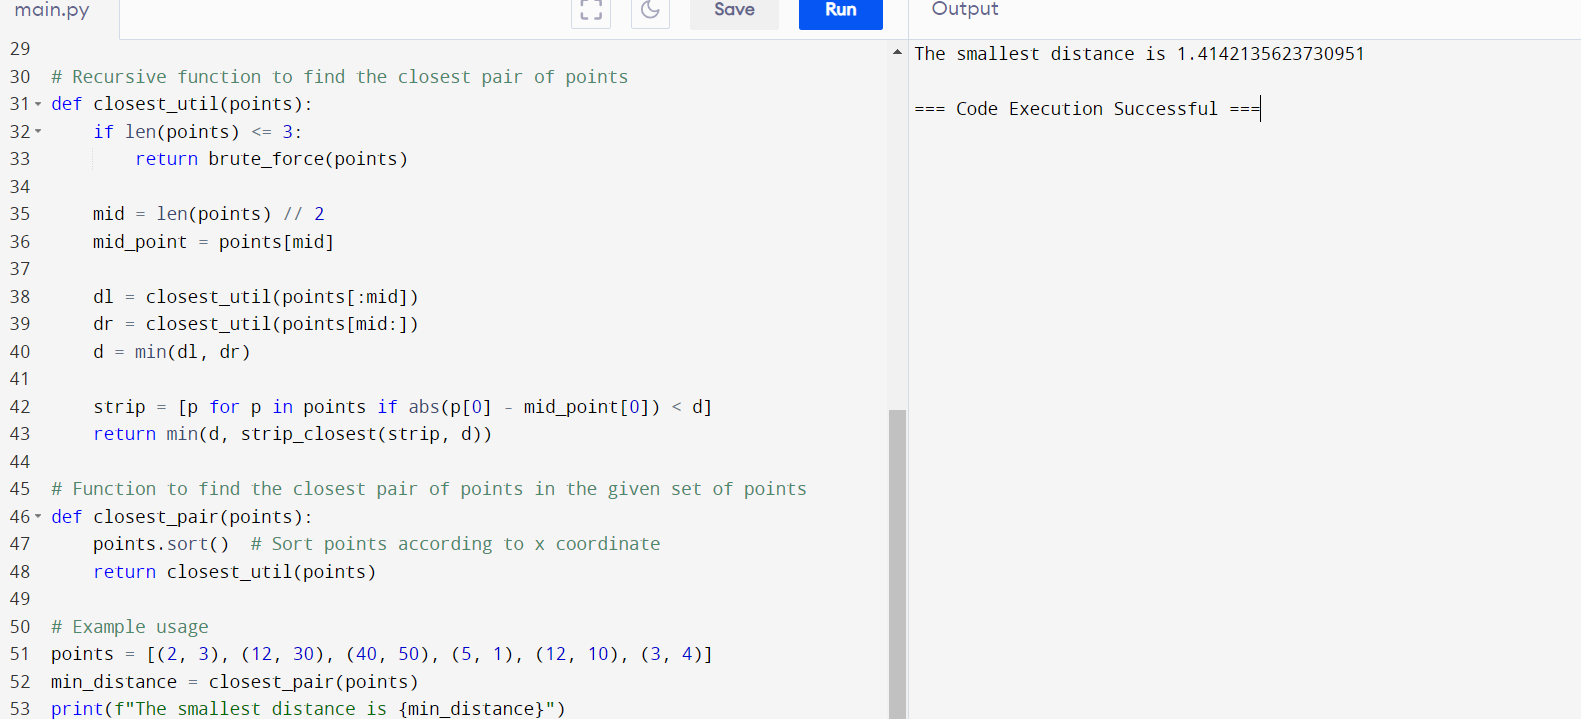 main.py
Save
Run
Output
29
30 # Recursive function to find the closest pair of points
31 def closest_util(points):
32     if len(points) <= 3:
33         return brute_force(points)
34
35     mid = len(points) // 2
36     mid_point = points[mid]
37
38     dl = closest_util(points[:mid])
39     dr = closest_util(points[mid:])
40     d = min(dl, dr)
41
42     strip = [p for p in points if abs(p[0] - mid_point[0]) < d]
43     return min(d, strip_closest(strip, d))
44
45 # Function to find the closest pair of points in the given set of points
46 def closest_pair(points):
47     points.sort()  # Sort points according to x coordinate
48     return closest_util(points)
49
50 # Example usage
51 points = [(2, 3), (12, 30), (40, 50), (5, 1), (12, 10), (3, 4)]
52 min_distance = closest_pair(points)
53 print(f"The smallest distance is {min_distance}")
The smallest distance is 1.4142135623730951
=== Code Execution Successful ===